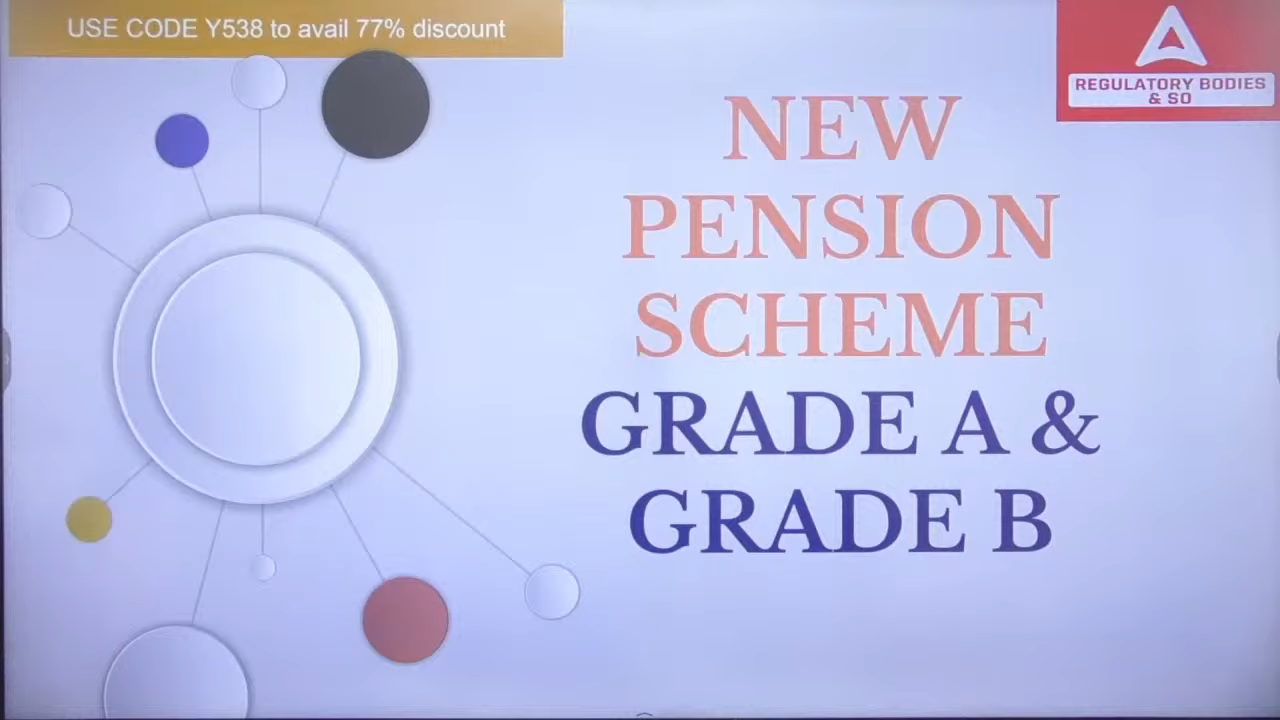 USE CODE Y538 to avail 77% discount
REGULATORY BODIES
& SO
NEW
PENSION
SCHEME
GRADE A &
GRADE B